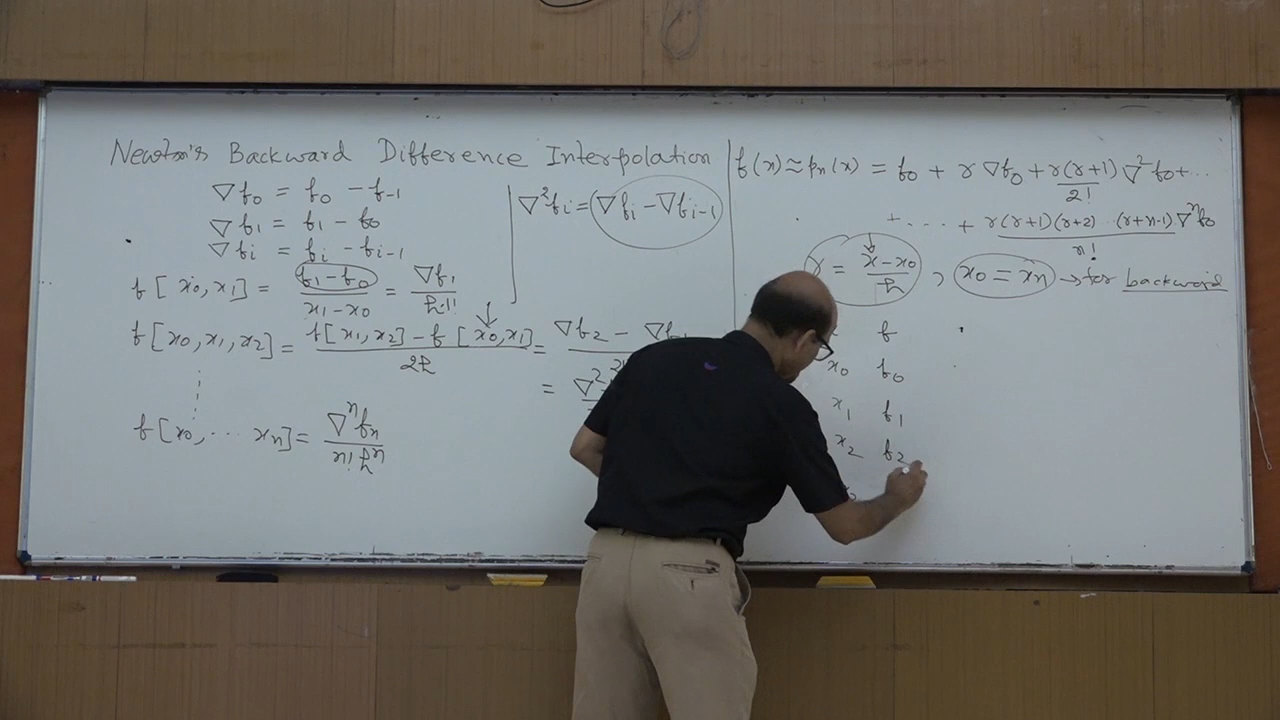 Newton's Backward Difference Interpolation
∇f0 = f0 - f-1
∇f1 = f1 - f0
∇fi = fi - fi-1
∇²fi = (∇fi - ∇fi-1
f[x0, x1] = (f1 - f0)/(x1 - x0) = ∇f1/(h·1!)
f[x0, x1, x2] = (f[x1, x2] - f[x0, x1])/2h = ∇f2 - ∇f1
= ∇²
f[x0, ··· xn] = ∇ⁿfn/(n! hⁿ)
f(x) ≈ pn(x) = f0 + r∇f0 + r(r+1)/2! ∇²f0 + ···
+ ···· + r(r+1)(r+2) ··· (r+n-1)/n! ∇ⁿf0
r = (x - x0)/h , x0 = xn → for backward
f
x0 f0
x1 f1
x2 f2